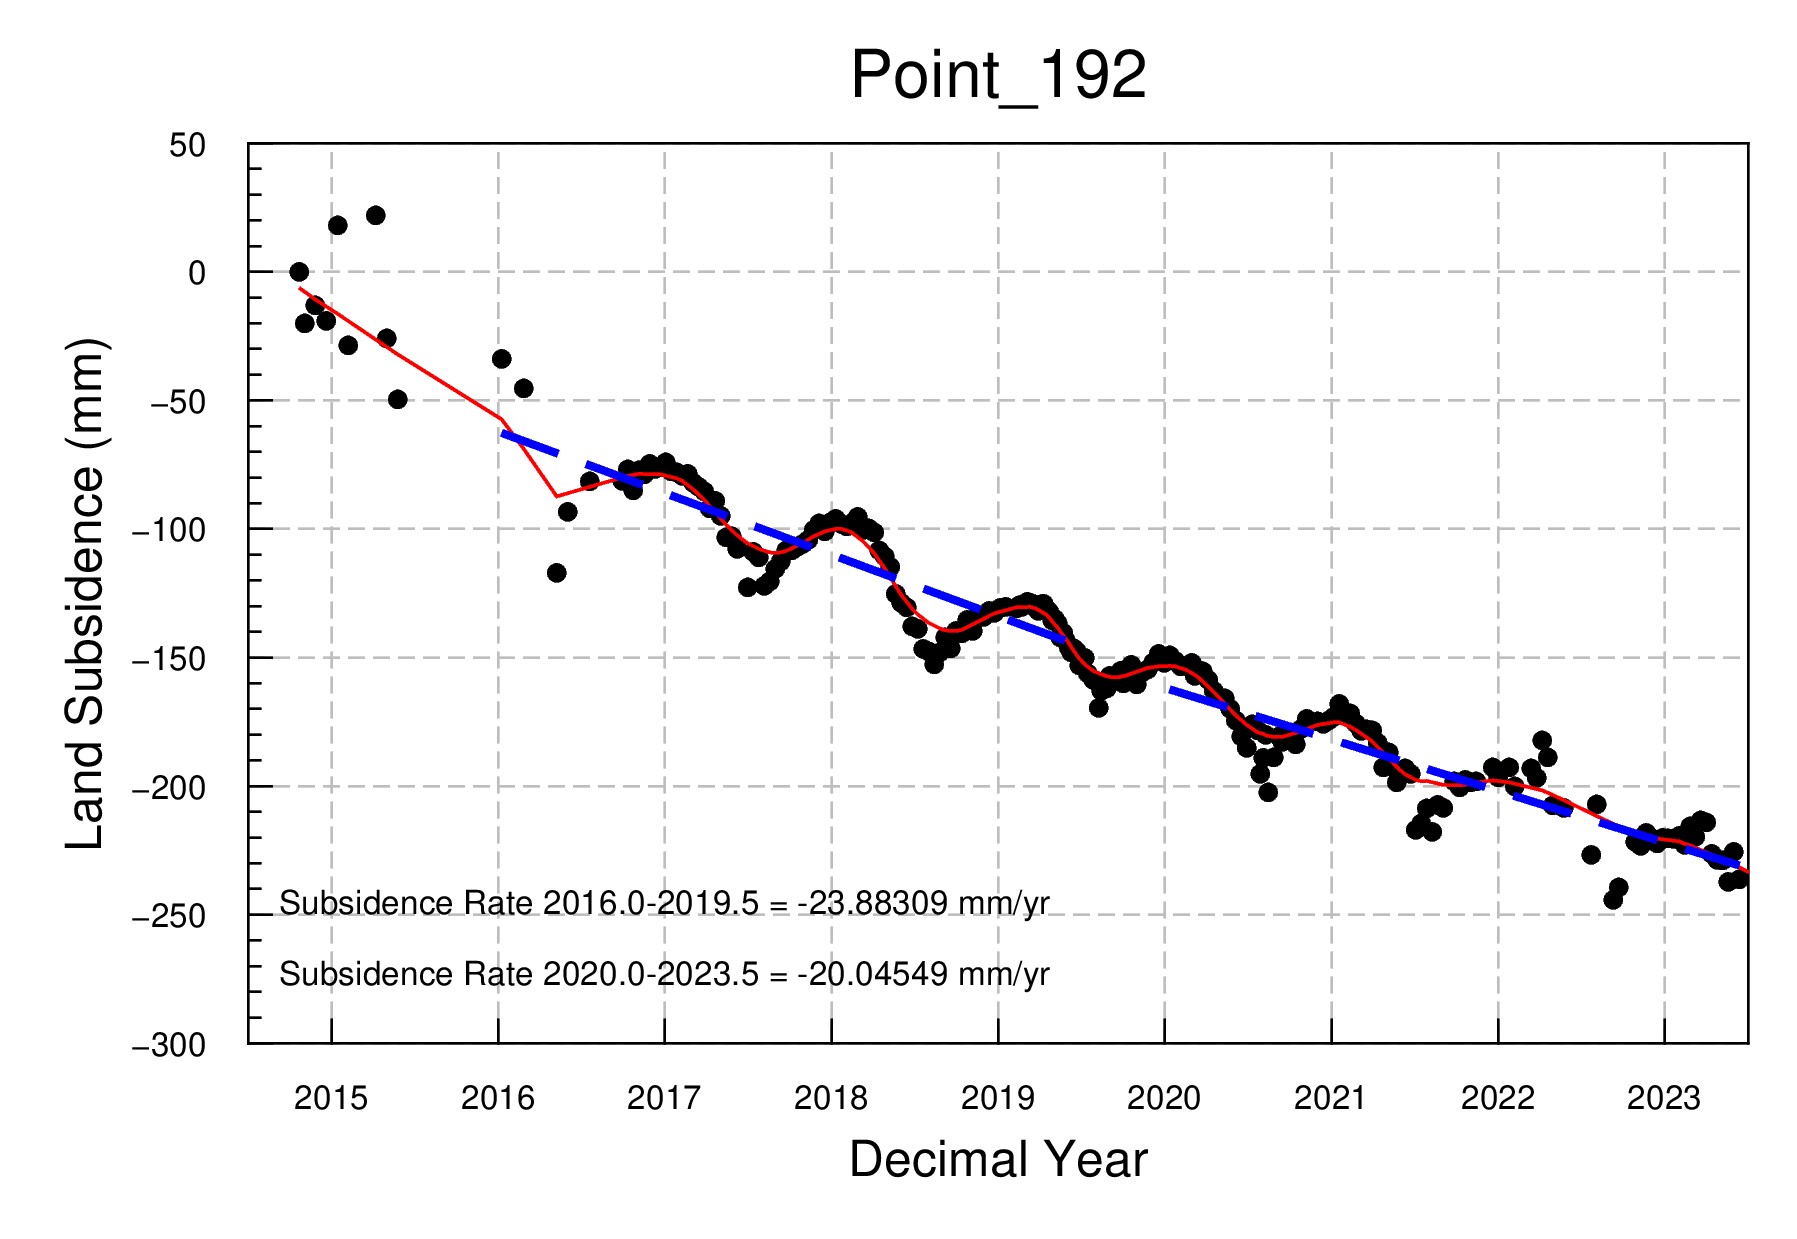 Point_192
50
0
−50
−100
−150
−200
−250
−300
Land Subsidence (mm)
Subsidence Rate 2016.0-2019.5 = -23.88309 mm/yr
Subsidence Rate 2020.0-2023.5 = -20.04549 mm/yr
2015 2016 2017 2018 2019 2020 2021 2022 2023
Decimal Year